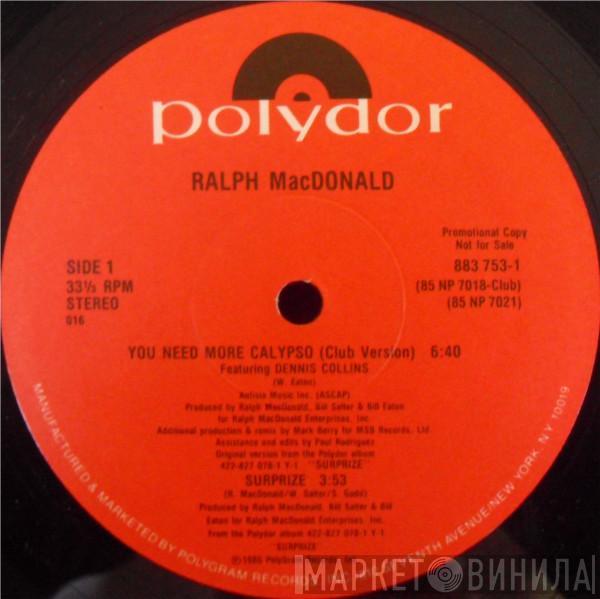 polydor
RALPH MacDONALD
Promotional Copy
Not for Sale
SIDE 1
883 753-1
33⅓ RPM
(85 NP 7018-Club)
STEREO
(85 NP 7021)
016
YOU NEED MORE CALYPSO (Club Version) 6:40
Featuring DENNIS COLLINS
(W. Eaton)
Antisia Music Inc. (ASCAP)
Produced by Ralph MacDonald, Bill Salter & Bill Eaton
for Ralph MacDonald Enterprises, Inc.
Additional production & remix by Mark Berry for MSB Records, Ltd.
Assistance and edits by Paul Rodriguez
Original version from the Polydor album
422-827 078-1 Y-1 "SURPRIZE"
SURPRIZE 3:53
(R. MacDonald/W. Salter/S. Gadd)
Produced by Ralph MacDonald, Bill Salter & Bill
Eaton for Ralph MacDonald Enterprises, Inc.
From the Polydor album 422-827 078-1 Y-1
"SURPRIZE"
MANUFACTURED & MARKETED BY POLYGRAM RECORDS AVENUE/NEW YORK, NY 10019
МАРКЕТ ВИНИЛА